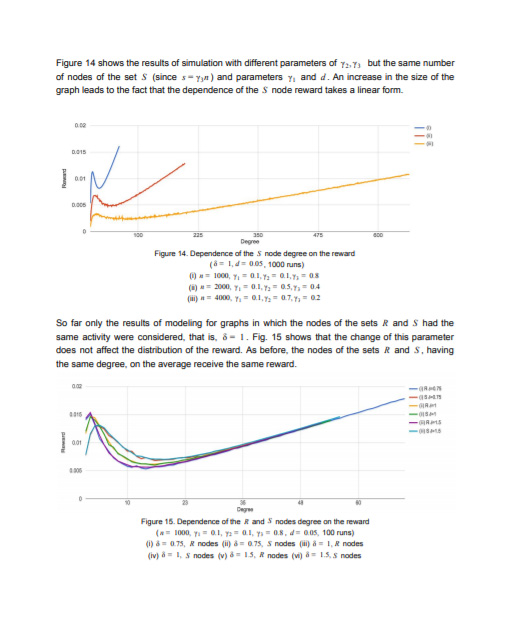 Figure 14 shows the results of simulation with different parameters of γ₂,γ₃ but the same number
of nodes of the set S (since s = γ₃n) and parameters γ₁ and d. An increase in the size of the
graph leads to the fact that the dependence of the S node reward takes a linear form.
0.02
0.015
0.01
0.005
0
Reward
100
225
350
475
600
Degree
(i)
(ii)
(iii)
Figure 14. Dependence of the S node degree on the reward
(δ = 1, d = 0.05, 1000 runs)
(i) n = 1000, γ₁ = 0.1, γ₂ = 0.1, γ₃ = 0.8
(ii) n = 2000, γ₁ = 0.1, γ₂ = 0.5, γ₃ = 0.4
(iii) n = 4000, γ₁ = 0.1, γ₂ = 0.7, γ₃ = 0.2
So far only the results of modeling for graphs in which the nodes of the sets R and S had the
same activity were considered, that is, δ = 1. Fig. 15 shows that the change of this parameter
does not affect the distribution of the reward. As before, the nodes of the sets R and S, having
the same degree, on the average receive the same reward.
0.02
0.015
0.01
0.005
0
Reward
10
23
35
48
60
Degree
Figure 15. Dependence of the R and S nodes degree on the reward
(n = 1000, γ₁ = 0.1, γ₂ = 0.1, γ₃ = 0.8, d = 0.05, 100 runs)
(i) δ = 0.75, R nodes (ii) δ = 0.75, S nodes (iii) δ = 1, R nodes
(iv) δ = 1, S nodes (v) δ = 1.5, R nodes (vi) δ = 1.5, S nodes